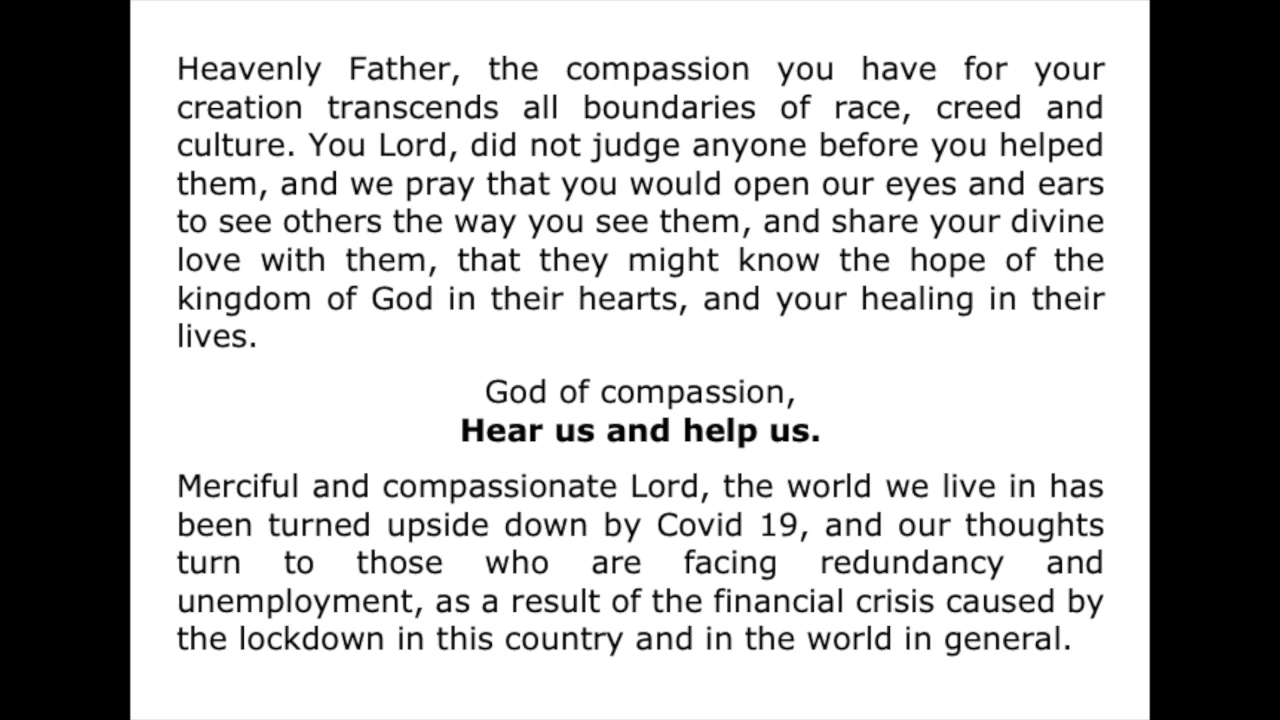 Heavenly Father, the compassion you have for your
creation transcends all boundaries of race, creed and
culture. You Lord, did not judge anyone before you helped
them, and we pray that you would open our eyes and ears
to see others the way you see them, and share your divine
love with them, that they might know the hope of the
kingdom of God in their hearts, and your healing in their
lives.
God of compassion,
Hear us and help us.
Merciful and compassionate Lord, the world we live in has
been turned upside down by Covid 19, and our thoughts
turn to those who are facing redundancy and
unemployment, as a result of the financial crisis caused by
the lockdown in this country and in the world in general.